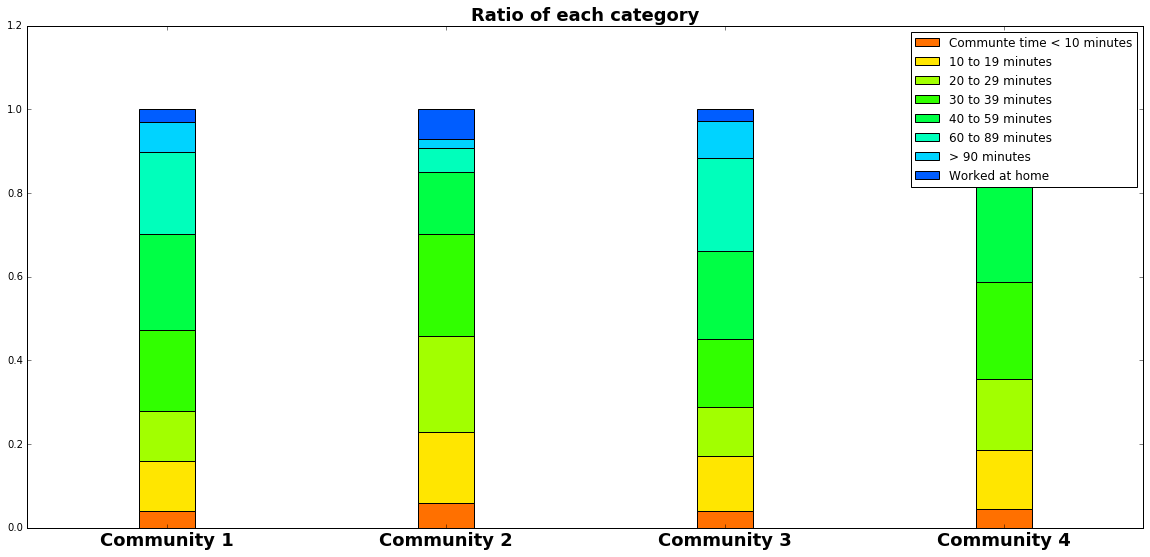 Ratio of each category
1.2
1.0
0.8
0.6
0.4
0.2
0.0
Communte time < 10 minutes
10 to 19 minutes
20 to 29 minutes
30 to 39 minutes
40 to 59 minutes
60 to 89 minutes
> 90 minutes
Worked at home
Community 1
Community 2
Community 3
Community 4